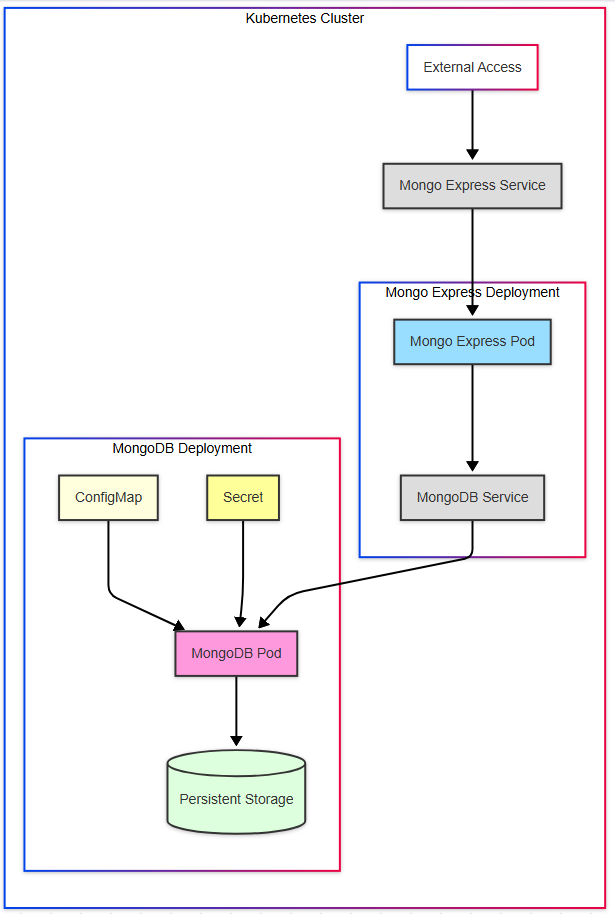 Kubernetes Cluster
External Access
Mongo Express Service
Mongo Express Deployment
Mongo Express Pod
MongoDB Deployment
ConfigMap
Secret
MongoDB Service
MongoDB Pod
Persistent Storage